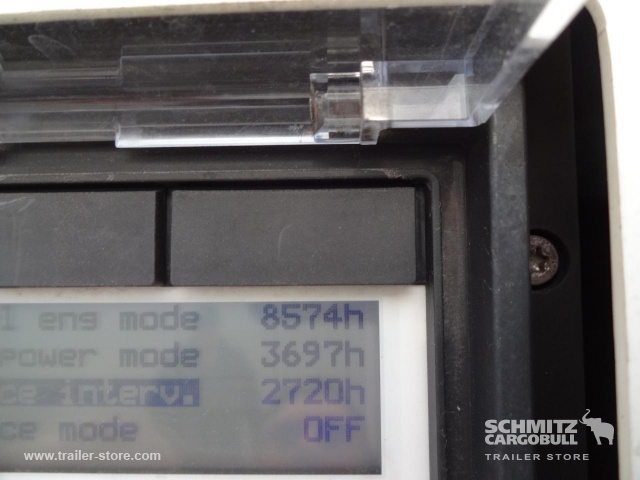 l eng mode 8574h
power mode 3697h
ce interv. 2720h
ce mode OFF
www.trailer-store.com
SCHMITZ
CARGOBULL
TRAILER STORE